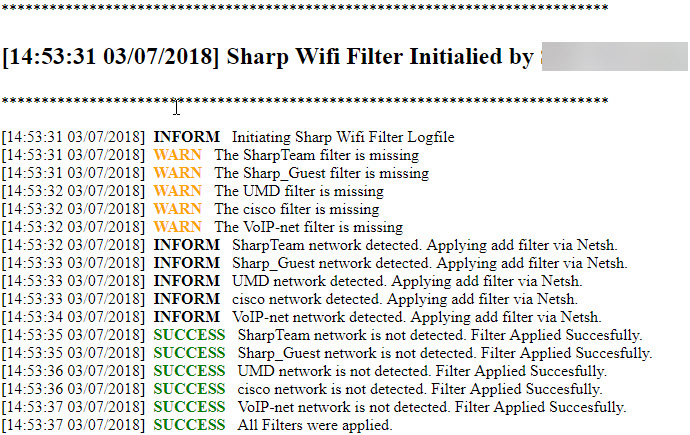 ******************************************************************************
[14:53:31 03/07/2018] Sharp Wifi Filter Initialied by
******************************************************************************
[14:53:31 03/07/2018] INFORM Initiating Sharp Wifi Filter Logfile
[14:53:31 03/07/2018] WARN The SharpTeam filter is missing
[14:53:31 03/07/2018] WARN The Sharp_Guest filter is missing
[14:53:32 03/07/2018] WARN The UMD filter is missing
[14:53:32 03/07/2018] WARN The cisco filter is missing
[14:53:32 03/07/2018] WARN The VoIP-net filter is missing
[14:53:32 03/07/2018] INFORM SharpTeam network detected. Applying add filter via Netsh.
[14:53:33 03/07/2018] INFORM Sharp_Guest network detected. Applying add filter via Netsh.
[14:53:33 03/07/2018] INFORM UMD network detected. Applying add filter via Netsh.
[14:53:33 03/07/2018] INFORM cisco network detected. Applying add filter via Netsh.
[14:53:34 03/07/2018] INFORM VoIP-net network detected. Applying add filter via Netsh.
[14:53:35 03/07/2018] SUCCESS SharpTeam network is not detected. Filter Applied Succesfully.
[14:53:35 03/07/2018] SUCCESS Sharp_Guest network is not detected. Filter Applied Succesfully.
[14:53:36 03/07/2018] SUCCESS UMD network is not detected. Filter Applied Succesfully.
[14:53:36 03/07/2018] SUCCESS cisco network is not detected. Filter Applied Succesfully.
[14:53:37 03/07/2018] SUCCESS VoIP-net network is not detected. Filter Applied Succesfully.
[14:53:37 03/07/2018] SUCCESS All Filters were applied.